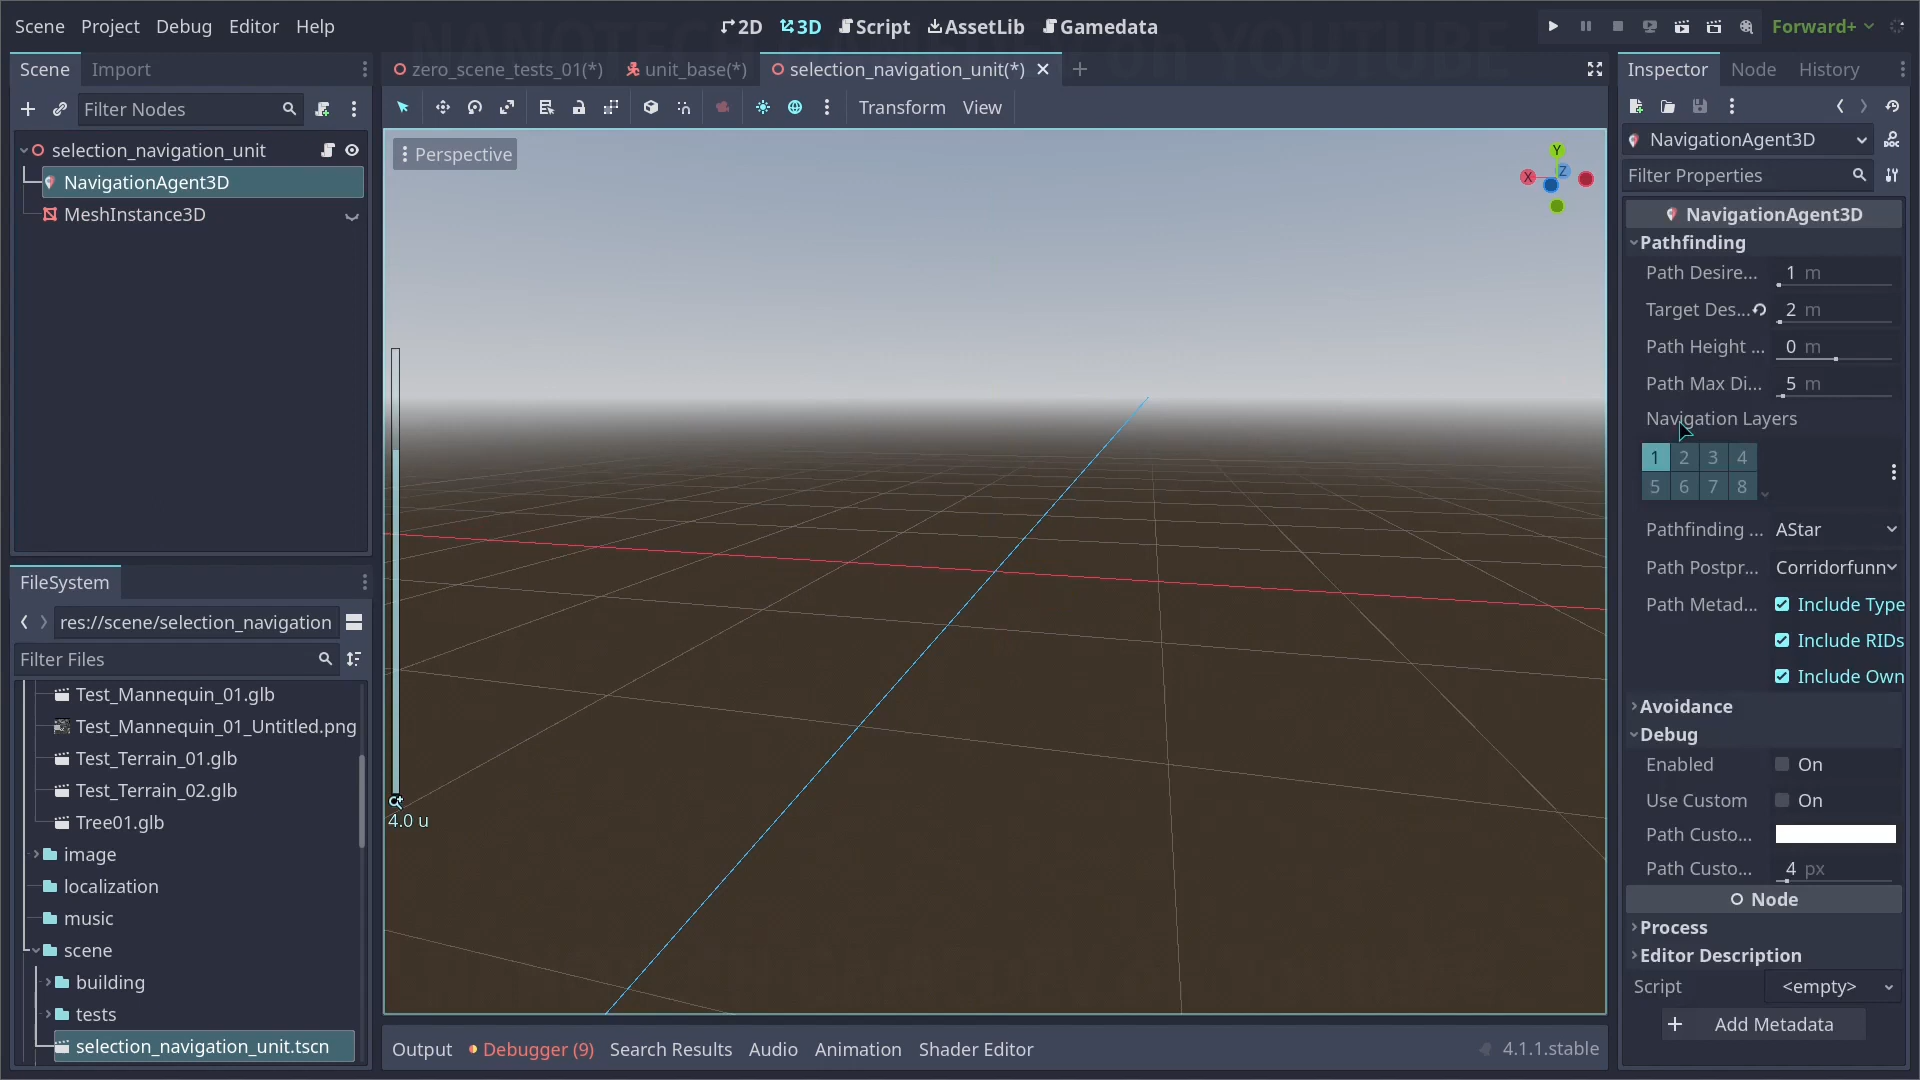 Scene Project Debug Editor Help
2D 3D Script AssetLib Gamedata
Forward+
Scene Import
Filter Nodes
selection_navigation_unit
NavigationAgent3D
MeshInstance3D
FileSystem
res://scene/selection_navigation
Filter Files
Test_Mannequin_01.glb
Test_Mannequin_01_Untitled.png
Test_Terrain_01.glb
Test_Terrain_02.glb
Tree01.glb
image
localization
music
scene
building
tests
selection_navigation_unit.tscn
zero_scene_tests_01(*) unit_base(*) selection_navigation_unit(*)
Transform View
Perspective
Y
X
Z
4.0 u
Output Debugger (9) Search Results Audio Animation Shader Editor 4.1.1.stable
Inspector Node History
NavigationAgent3D
DOC
Filter Properties
NavigationAgent3D
Pathfinding
Path Desire... 1 m
Target Des... 2 m
Path Height ... 0 m
Path Max Di... 5 m
Navigation Layers
1 2 3 4
5 6 7 8
Pathfinding ... AStar
Path Postpr... Corridorfunn
Path Metad... Include Type
Include RIDs
Include Own
Avoidance
Debug
Enabled On
Use Custom On
Path Custo...
Path Custo... 4 px
Node
Process
Editor Description
Script <empty>
Add Metadata